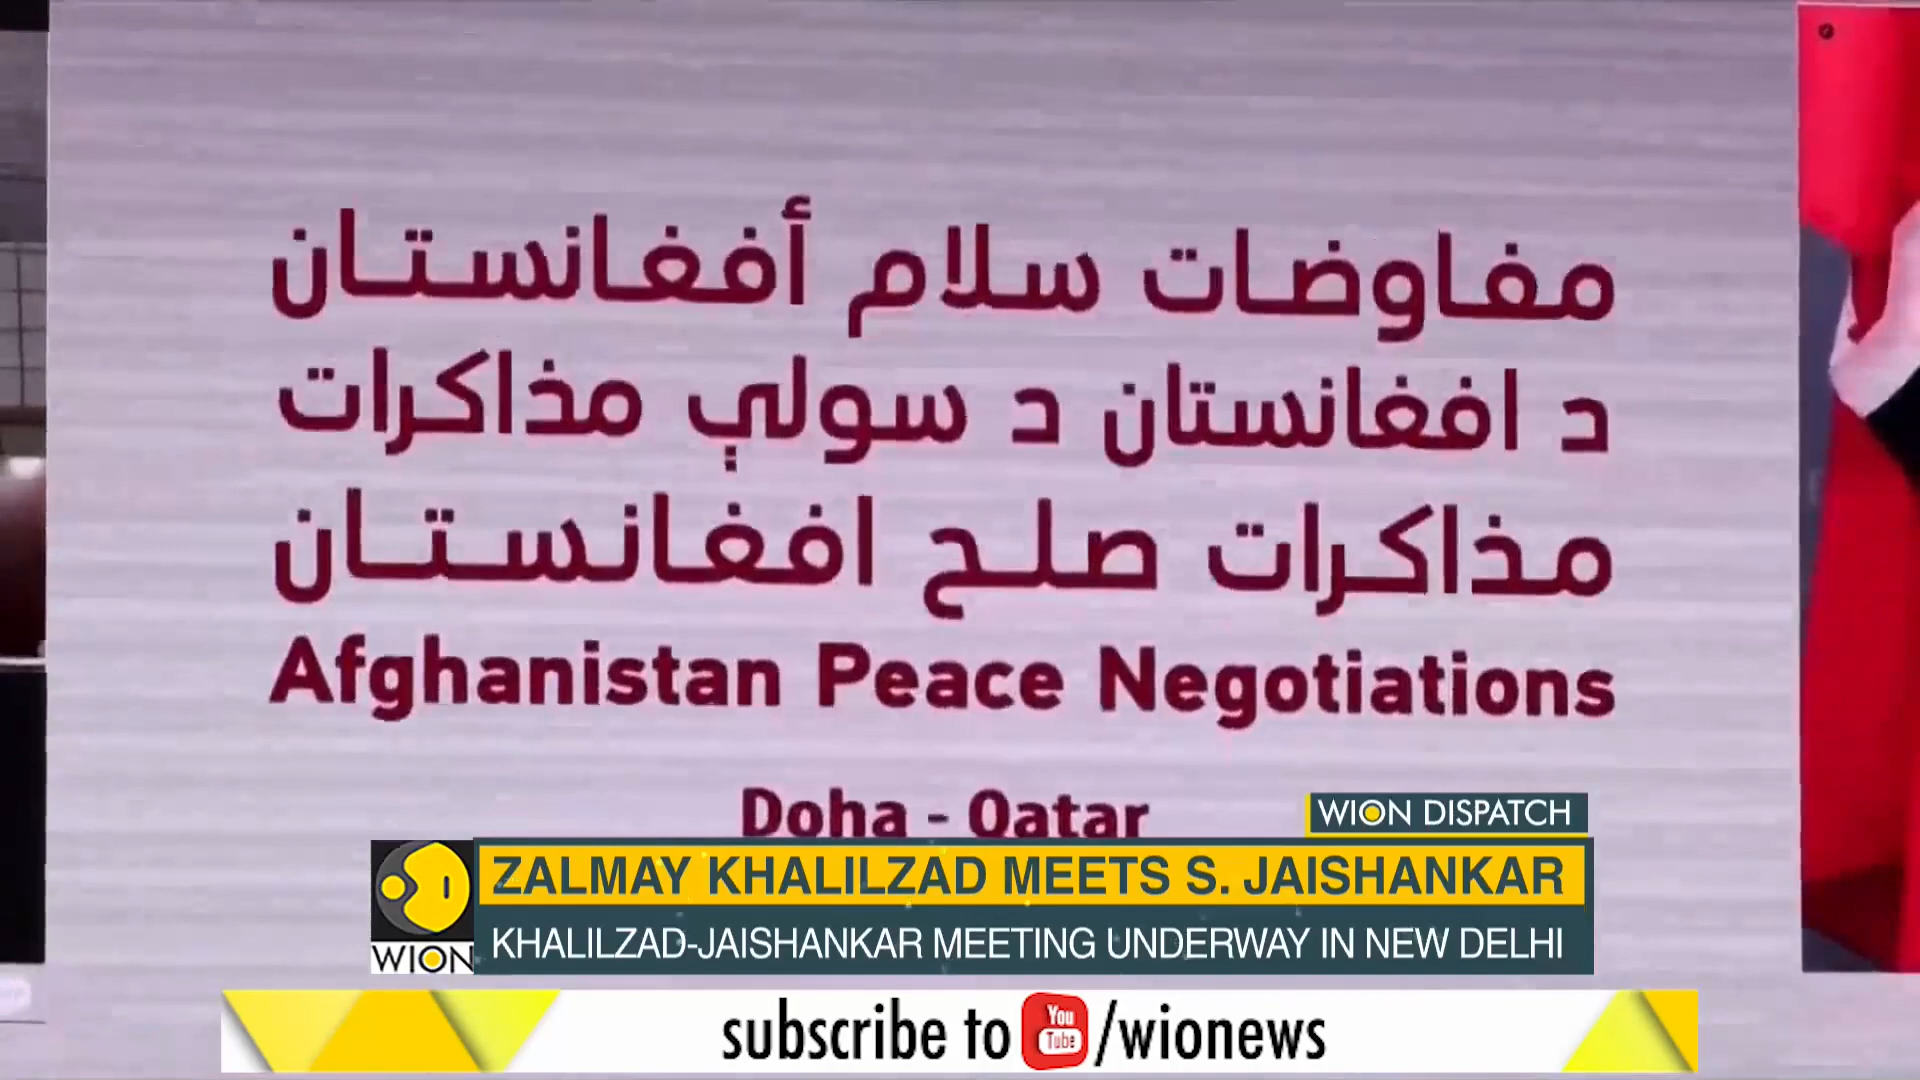 مفاوضات سلام أفغانستان
د افغانستان د سولې مذاکرات
مذاکرات صلح افغانستان
Afghanistan Peace Negotiations
Doha - Qatar
WION DISPATCH
ZALMAY KHALILZAD MEETS S. JAISHANKAR
WION
KHALILZAD-JAISHANKAR MEETING UNDERWAY IN NEW DELHI
subscribe to You Tube /wionews